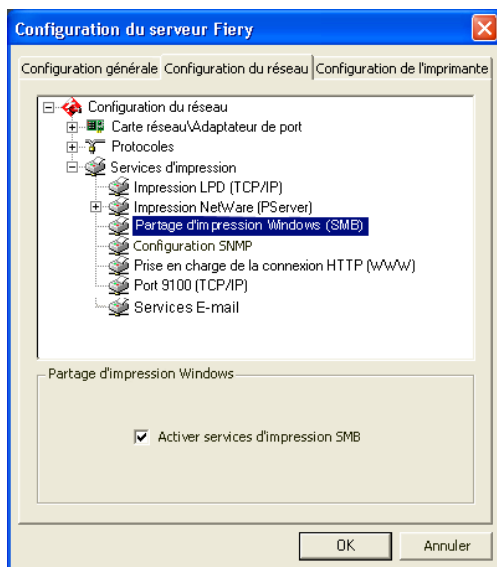 Configuration du serveur Fiery
Configuration générale Configuration du réseau Configuration de l'imprimante
Configuration du réseau
Carte réseau\Adaptateur de port
Protocoles
Services d'impression
Impression LPD (TCP/IP)
Impression NetWare (PServer)
Partage d'impression Windows (SMB)
Configuration SNMP
Prise en charge de la connexion HTTP (WWW)
Port 9100 (TCP/IP)
Services E-mail
Partage d'impression Windows
Activer services d'impression SMB
OK Annuler